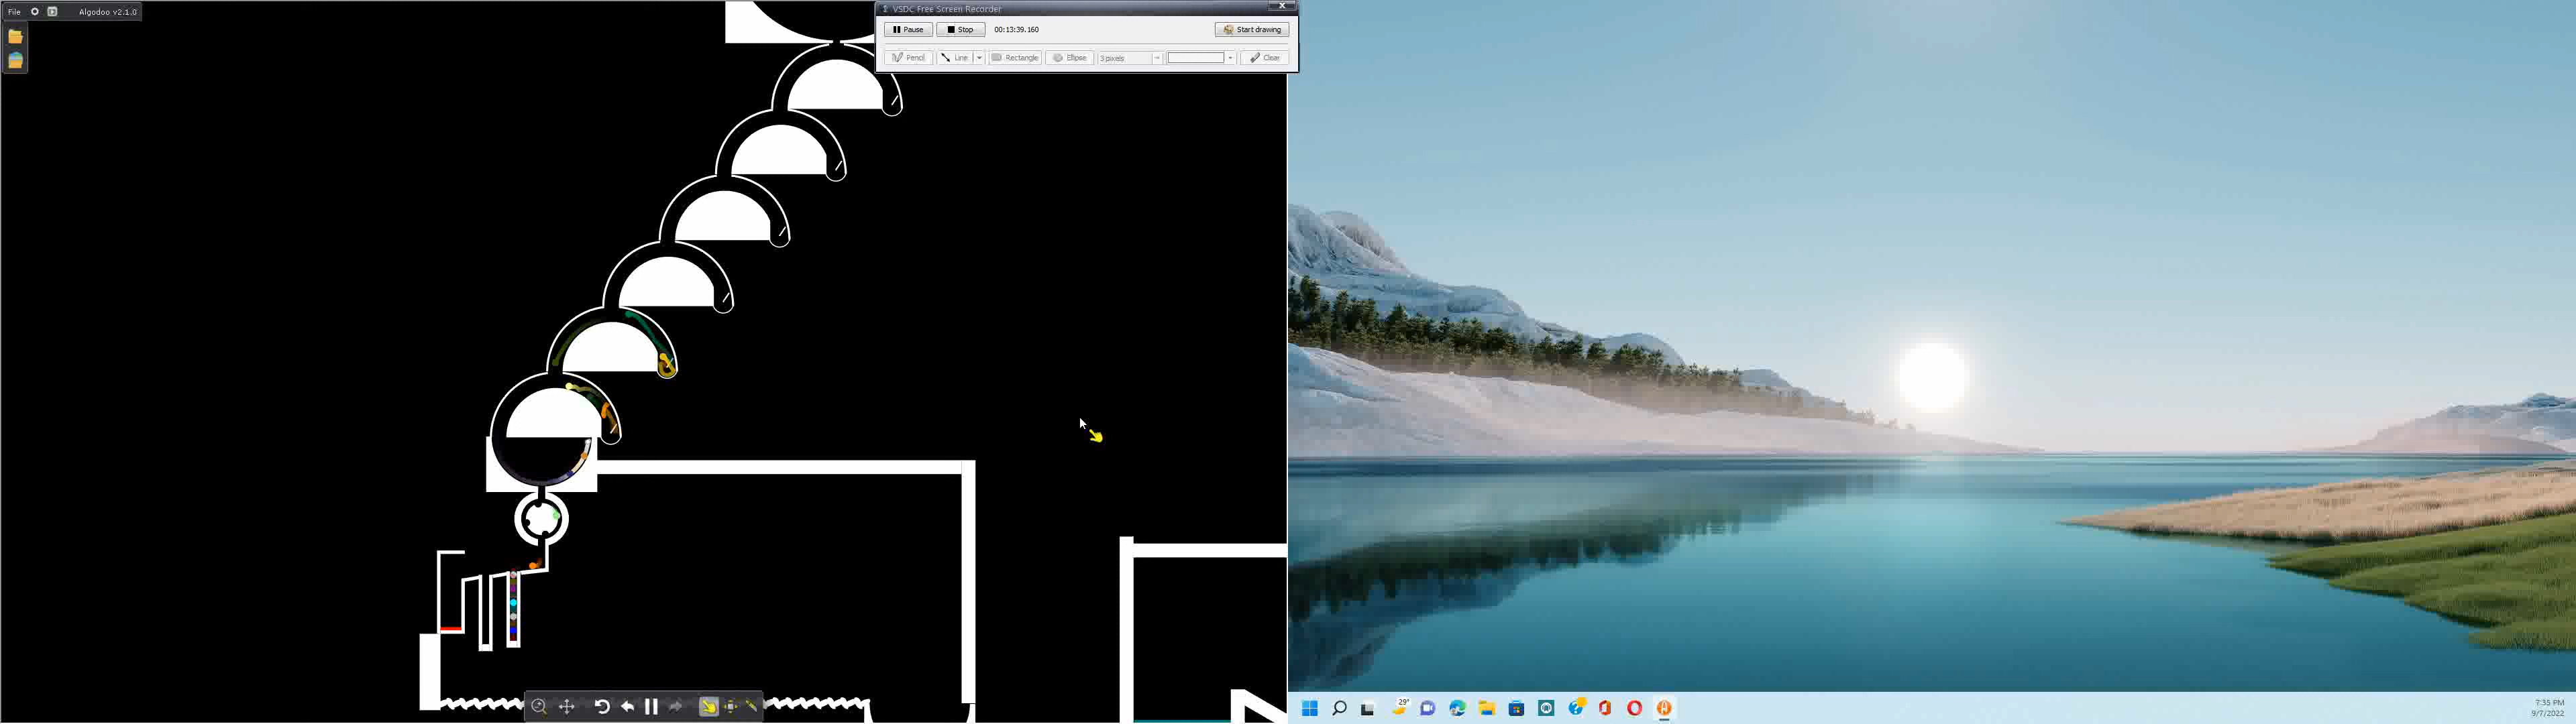 File Algodoo v2.1.0
VSDC Free Screen Recorder
Pause Stop 00:13:39.160 Start drawing
Pencil Line Rectangle Ellipse 3 pixels Clear
29°
7:35 PM
9/7/2022